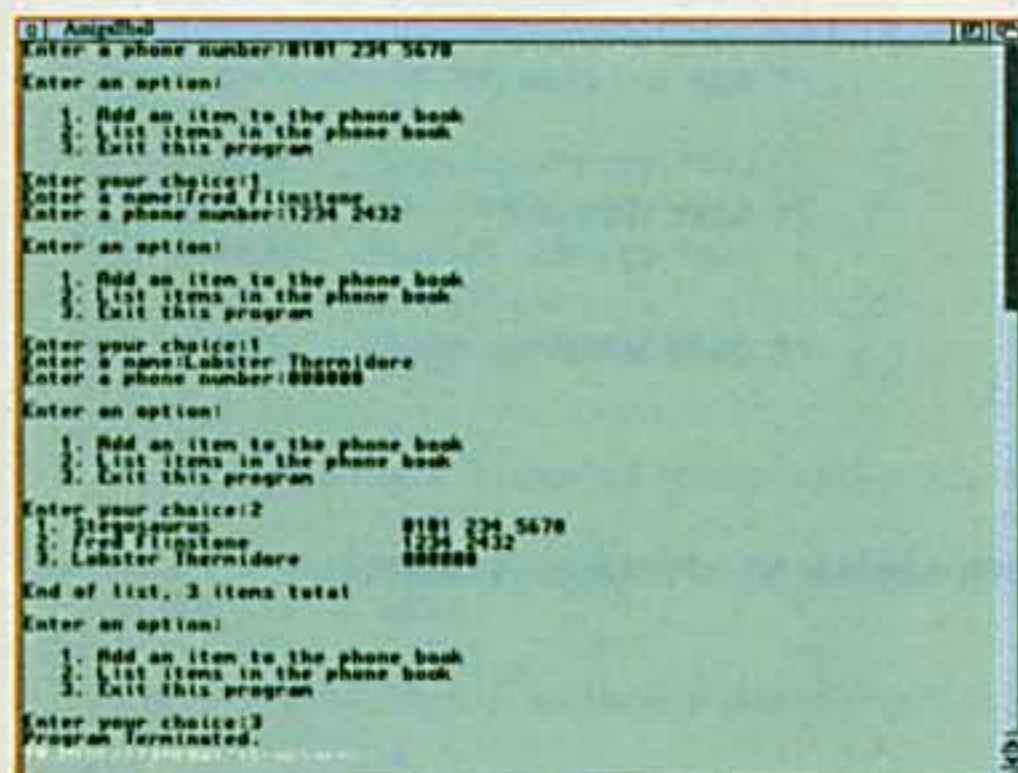 AmigaShell
Enter a phone number:0181 234 5678
Enter an option:
1. Add an item to the phone book
2. List items in the phone book
3. Exit this program
Enter your choice:1
Enter a name:Fred Flinstone
Enter a phone number:1234 2432
Enter an option:
1. Add an item to the phone book
2. List items in the phone book
3. Exit this program
Enter your choice:1
Enter a name:Lobster Thermidore
Enter a phone number:000000
Enter an option:
1. Add an item to the phone book
2. List items in the phone book
3. Exit this program
Enter your choice:2
1. Stegosaurus 0181 234 5678
2. Fred Flinstone 1234 2432
3. Lobster Thermidore 000000
End of list, 3 items total
Enter an option:
1. Add an item to the phone book
2. List items in the phone book
3. Exit this program
Enter your choice:3
Program Terminated.